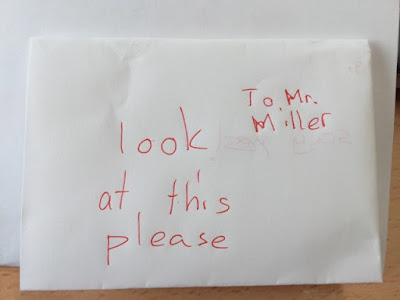 To Mr.
Miller
look
at this
please